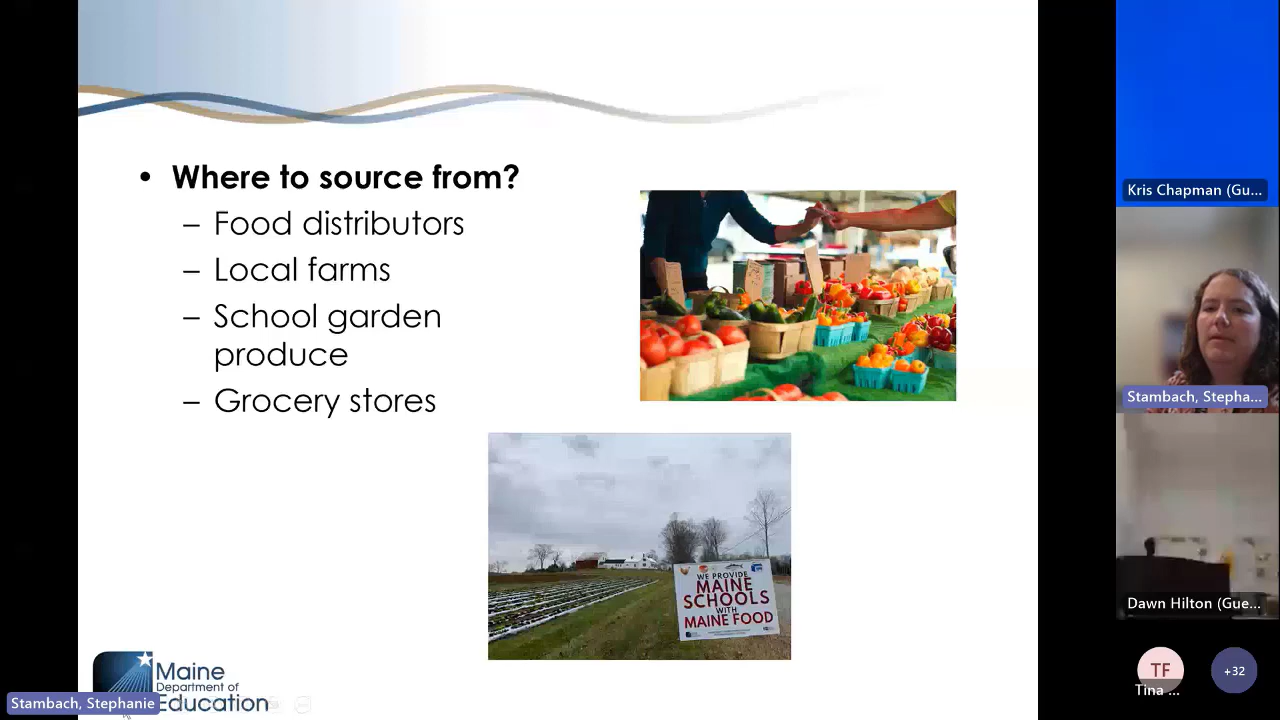 • Where to source from?
– Food distributors
– Local farms
– School garden
produce
– Grocery stores
WE PROVIDE
MAINE
SCHOOLS
WITH
MAINE FOOD
Maine
Department of
Education
Stambach, Stephanie
Kris Chapman (Gu...
Stambach, Stepha...
Dawn Hilton (Gue...
TF
Tina ...
+32